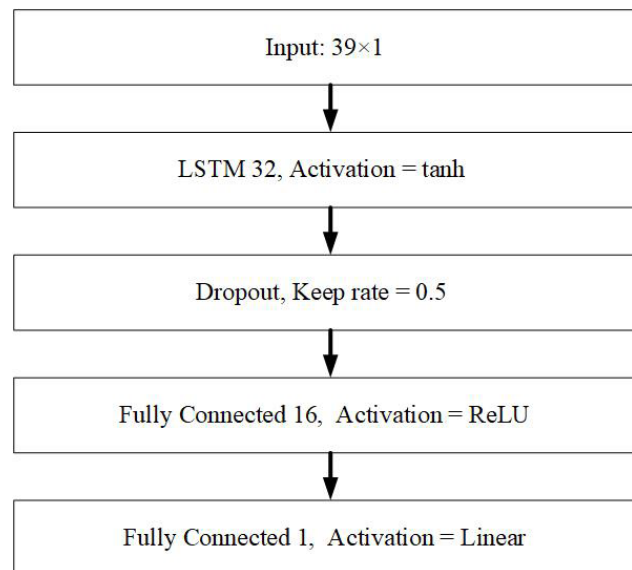 Input: 39×1
LSTM 32, Activation = tanh
Dropout, Keep rate = 0.5
Fully Connected 16, Activation = ReLU
Fully Connected 1, Activation = Linear